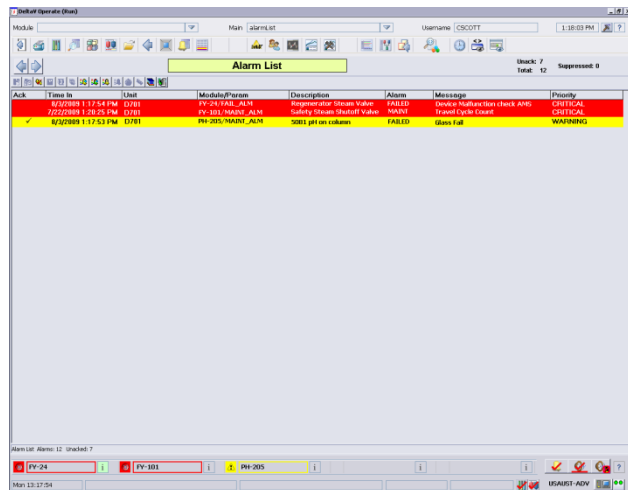 DeltaV Operate (Run)
Module Main alarmList Username CSCOTT 1:18:03 PM ?
Alarm List Unack: 7 Suppressed: 0
Total: 12
Ack Time In Unit Module/Param Description Alarm Message Priority
8/3/2009 1:17:54 PM D701 FY-24/FAIL_ALM Regenerator Steam Valve FAILED Device Malfunction check AMS CRITICAL
7/22/2009 1:20:25 PM D701 FY-101/MAINT_ALM Safety Steam Shutoff Valve MAINT Travel Cycle Count CRITICAL
✓ 8/3/2009 1:17:53 PM D701 PH-205/MAINT_ALM 5081 pH on column FAILED Glass Fail WARNING
Alarm List Alarms: 12 Unacked: 7
FY-24 i FY-101 i PH-205 i i i ?
Mon 13:17:54 USAUST-ADV